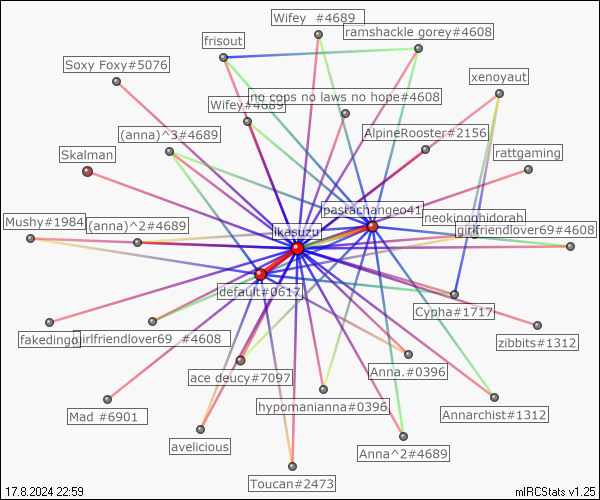 Wifey  #4689
ramshackle gorey#4608
frisout
Soxy Foxy#5076
xenoyaut
no cops no laws no hope#4608
Wifey#4689
(anna)^3#4689
AlpineRooster#2156
Skalman
rattgaming
pastachangeo41
neokingghidorah
Mushy#1984
(anna)^2#4689
ikasuzu
girlfriendlover69#4608
default#0617
Cypha#1717
fakedingo
girlfriendlover69  #4608
zibbits#1312
ace deucy#7097
Anna.#0396
Mad #6901
hypomanianna#0396
Annarchist#1312
avelicious
Anna^2#4689
Toucan#2473
17.8.2024 22:59
mIRCStats v1.25